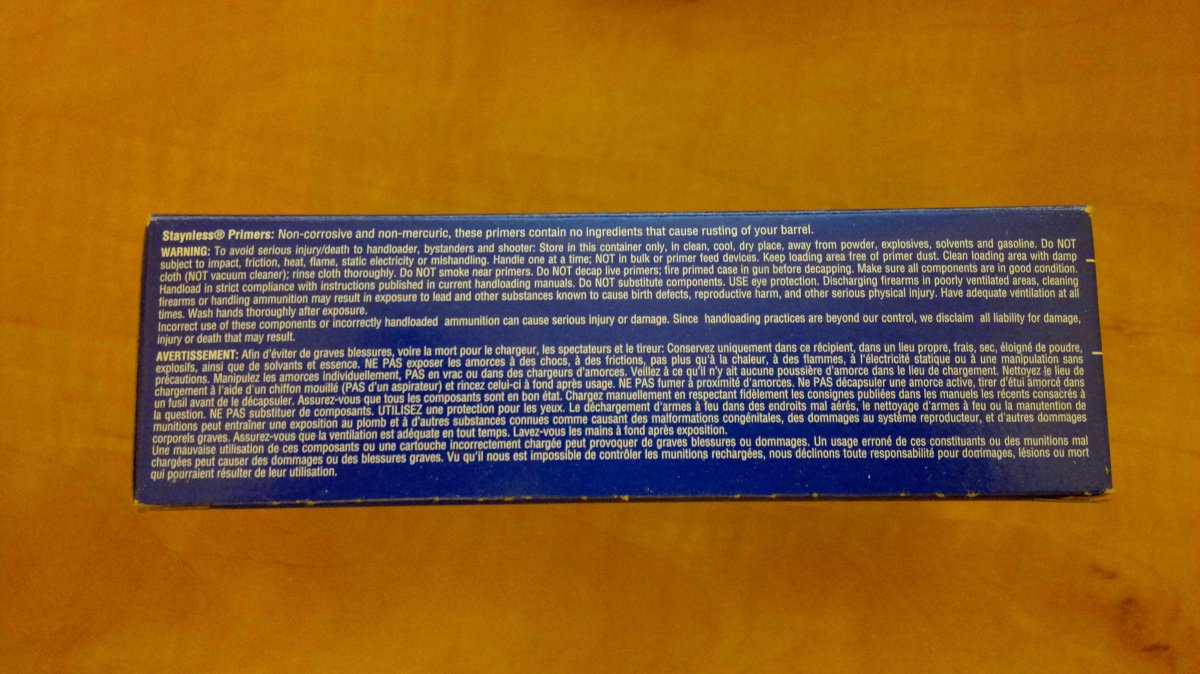 Staynless® Primers: Non-corrosive and non-mercuric, these primers contain no ingredients that cause rusting of your barrel.
WARNING: To avoid serious injury/death to handloader, bystanders and shooter: Store in this container only, in clean, cool, dry place, away from powder, explosives, solvents and gasoline. Do NOT
subject to impact, friction, heat, flame, static electricity or mishandling. Handle one at a time; NOT in bulk or primer feed devices. Keep loading area free of primer dust. Clean loading area with damp
cloth (NOT vacuum cleaner); rinse cloth thoroughly. Do NOT smoke near primers. Do NOT decap live primers; fire primed case in gun before decapping. Make sure all components are in good condition.
Handload in strict compliance with instructions published in current handloading manuals. Do NOT substitute components. USE eye protection. Discharging firearms in poorly ventilated areas, cleaning
firearms or handling ammunition may result in exposure to lead and other substances known to cause birth defects, reproductive harm, and other serious physical injury. Have adequate ventilation at all
times. Wash hands thoroughly after exposure.
Incorrect use of these components or incorrectly handloaded ammunition can cause serious injury or damage. Since handloading practices are beyond our control, we disclaim all liability for damage,
injury or death that may result.
AVERTISSEMENT: Afin d'éviter de graves blessures, voire la mort pour le chargeur, les spectateurs et le tireur: Conservez uniquement dans ce récipient, dans un lieu propre, frais, sec, éloigné de poudre,
explosifs, ainsi que de solvants et essence. NE PAS exposer les amorces à des chocs, à des frictions, pas plus qu'à la chaleur, à des flammes, à l'électricité statique ou à une manipulation sans
précautions. Manipulez les amorces individuellement, PAS en vrac ou dans des chargeurs d'amorces. Veillez à ce qu'il n'y ait aucune poussière d'amorce dans le lieu de chargement. Nettoyez le lieu de
chargement à l'aide d'un chiffon mouillé (PAS d'un aspirateur) et rincez celui-ci à fond après usage. NE PAS fumer à proximité d'amorces. Ne PAS décapsuler une amorce active, tirer d'étui amorcé dans
un fusil avant de le décapsuler. Assurez-vous que tous les composants sont en bon état. Chargez manuellement en respectant fidèlement les consignes publiées dans les manuels les récents consacrés à
la question. NE PAS substituer de composants. UTILISEZ une protection pour les yeux. Le déchargement d'armes à feu dans des endroits mal aérés, le nettoyage d'armes à feu ou la manutention de
munitions peut entraîner une exposition au plomb et à d'autres substances connues comme causant des malformations congénitales, des dommages au système reproducteur, et d'autres dommages
corporels graves. Assurez-vous que la ventilation est adéquate en tout temps. Lavez-vous les mains à fond après exposition.
Une mauvaise utilisation de ces composants ou une cartouche incorrectement chargée peut provoquer de graves blessures ou dommages. Un usage erroné de ces constituants ou des munitions mal
chargées peut causer des dommages ou des blessures graves. Vu qu'il nous est impossible de contrôler les munitions rechargées, nous déclinons toute responsabilité pour dommages, lésions ou mort
qui pourraient résulter de leur utilisation.